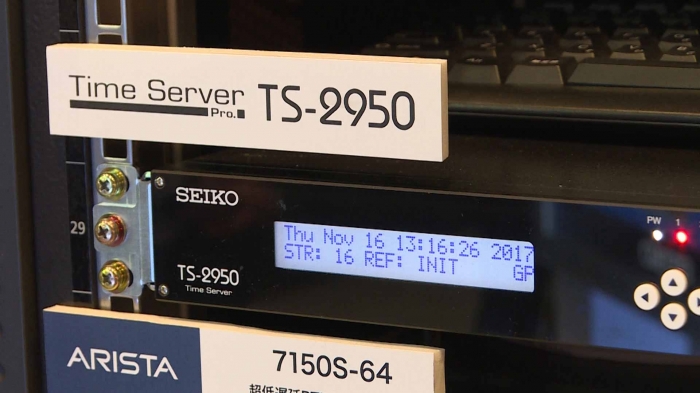 Time Server
Pro.
TS-2950
SEIKO
29
Thu Nov 16 13:16:26 2017
STR: 16 REF: INIT GP
PW 1
TS-2950
Time Server
ARISTA
7150S-64